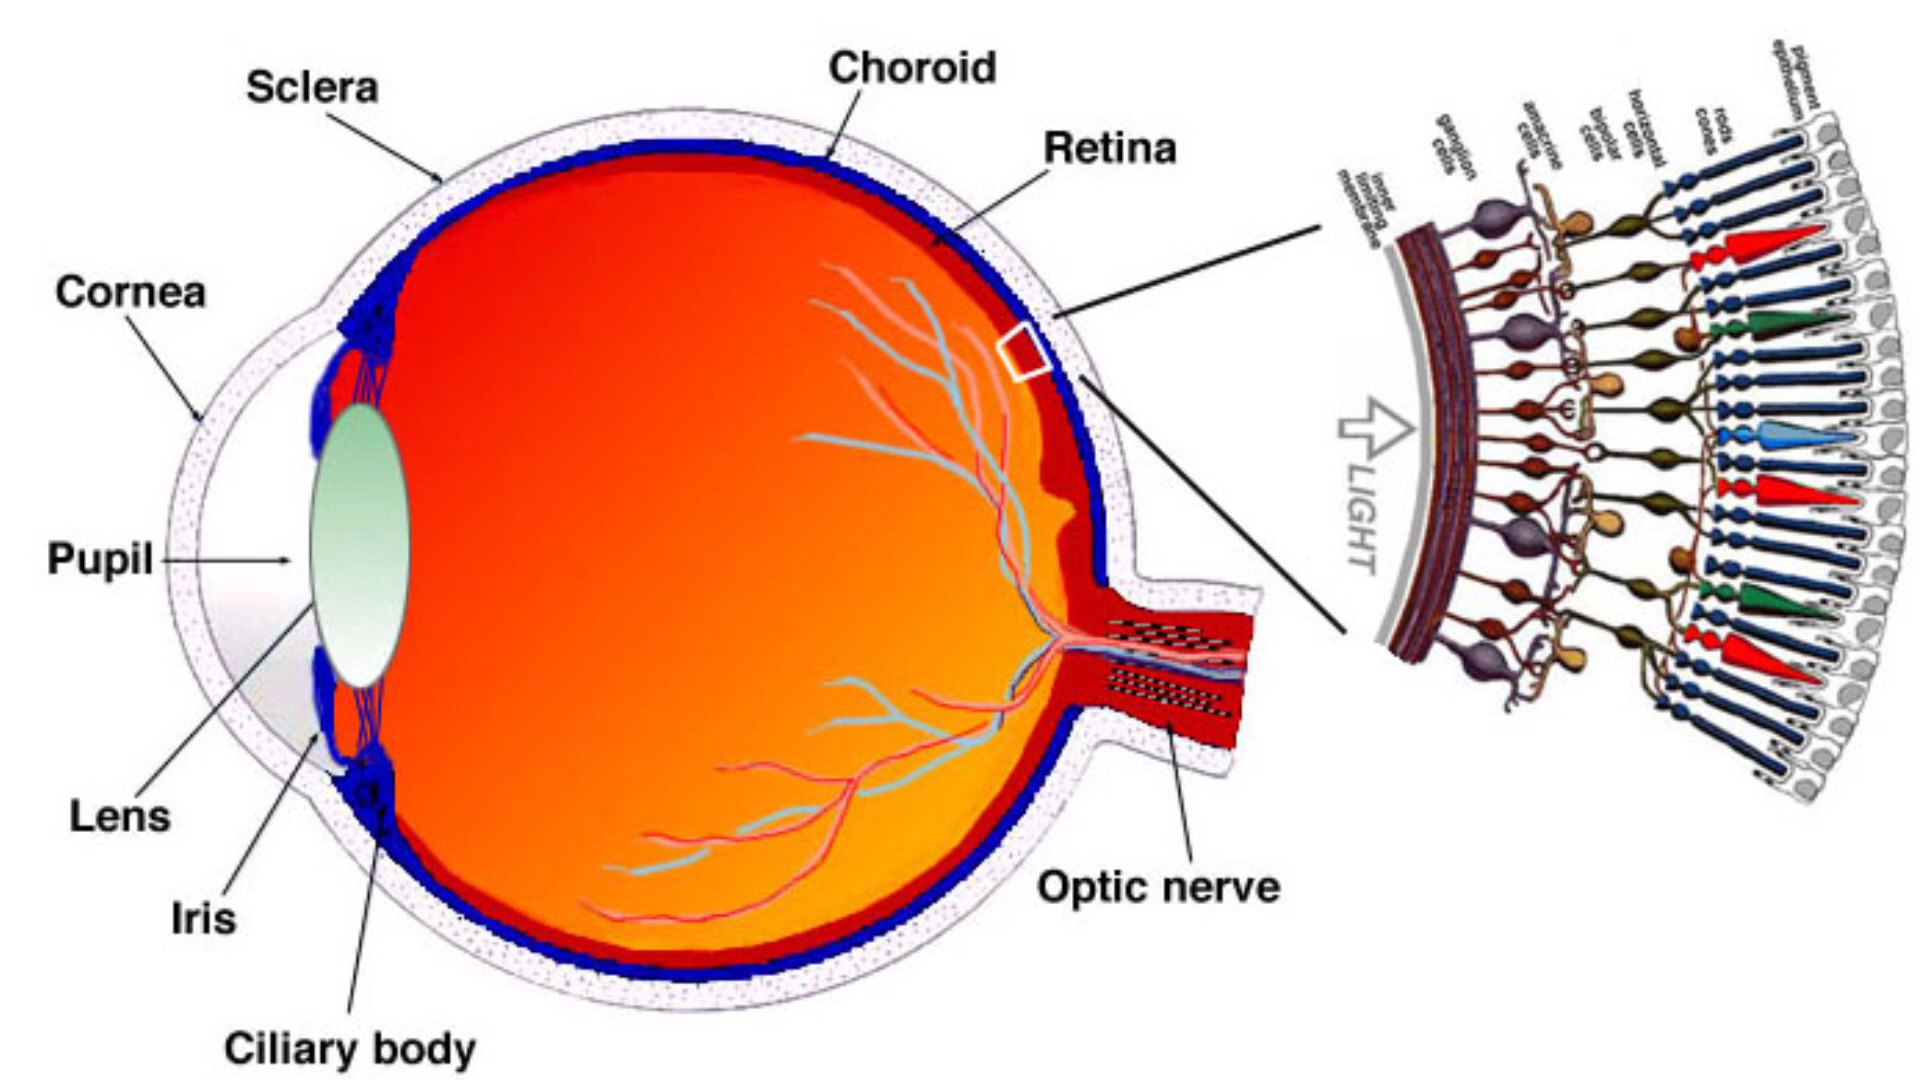 Sclera
Choroid
Retina
Cornea
Pupil
Lens
Iris
Ciliary body
Optic nerve
inner
limiting
membrane
ganglion
cells
amacrine
cells
bipolar
cells
horizontal
cells
rods
cones
pigment
epithelium
LIGHT